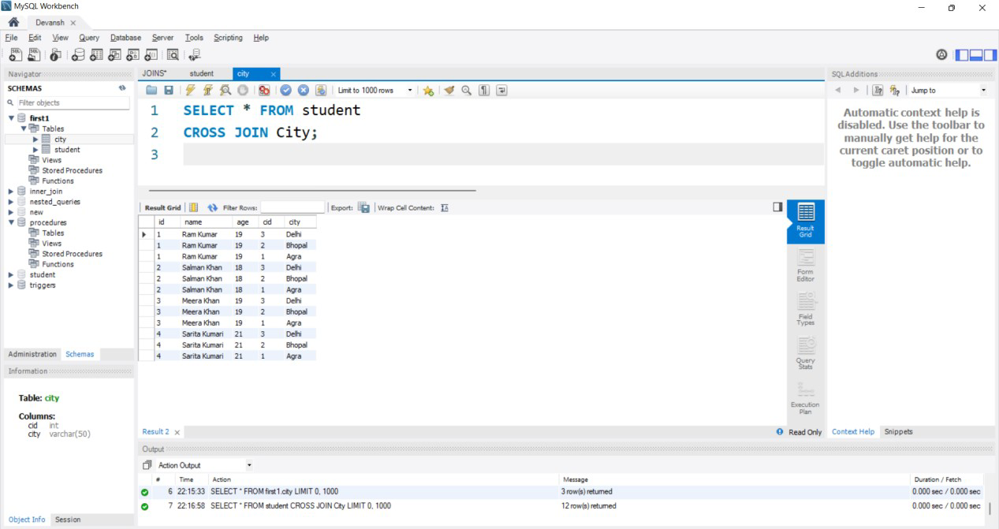 MySQL Workbench
Devansh
File Edit View Query Database Server Tools Scripting Help
Navigator
SCHEMAS
Filter objects
first1
Tables
city
student
Views
Stored Procedures
Functions
inner_join
nested_queries
new
procedures
Tables
Views
Stored Procedures
Functions
student
triggers
Administration Schemas
Information
Table: city
Columns:
cid int
city varchar(50)
Object Info Session
JOINS* student city
Limit to 1000 rows
1 SELECT * FROM student
2 CROSS JOIN City;
3
Result Grid Filter Rows: Export: Wrap Cell Content:
id name age cid city
1 Ram Kumar 19 3 Delhi
1 Ram Kumar 19 2 Bhopal
1 Ram Kumar 19 1 Agra
2 Salman Khan 18 3 Delhi
2 Salman Khan 18 2 Bhopal
2 Salman Khan 18 1 Agra
3 Meera Khan 19 3 Delhi
3 Meera Khan 19 2 Bhopal
3 Meera Khan 19 1 Agra
4 Sarita Kumari 21 3 Delhi
4 Sarita Kumari 21 2 Bhopal
4 Sarita Kumari 21 1 Agra
Result
Grid
Form
Editor
Field
Types
Query
Stats
Execution
Plan
Result 2 Read Only
SQLAdditions
Jump to
Automatic context help is
disabled. Use the toolbar to
manually get help for the
current caret position or to
toggle automatic help.
Context Help Snippets
Output
Action Output
# Time Action Message Duration / Fetch
6 22:15:33 SELECT * FROM first1.city LIMIT 0, 1000 3 row(s) returned 0.000 sec / 0.000 sec
7 22:16:58 SELECT * FROM student CROSS JOIN City LIMIT 0, 1000 12 row(s) returned 0.000 sec / 0.000 sec